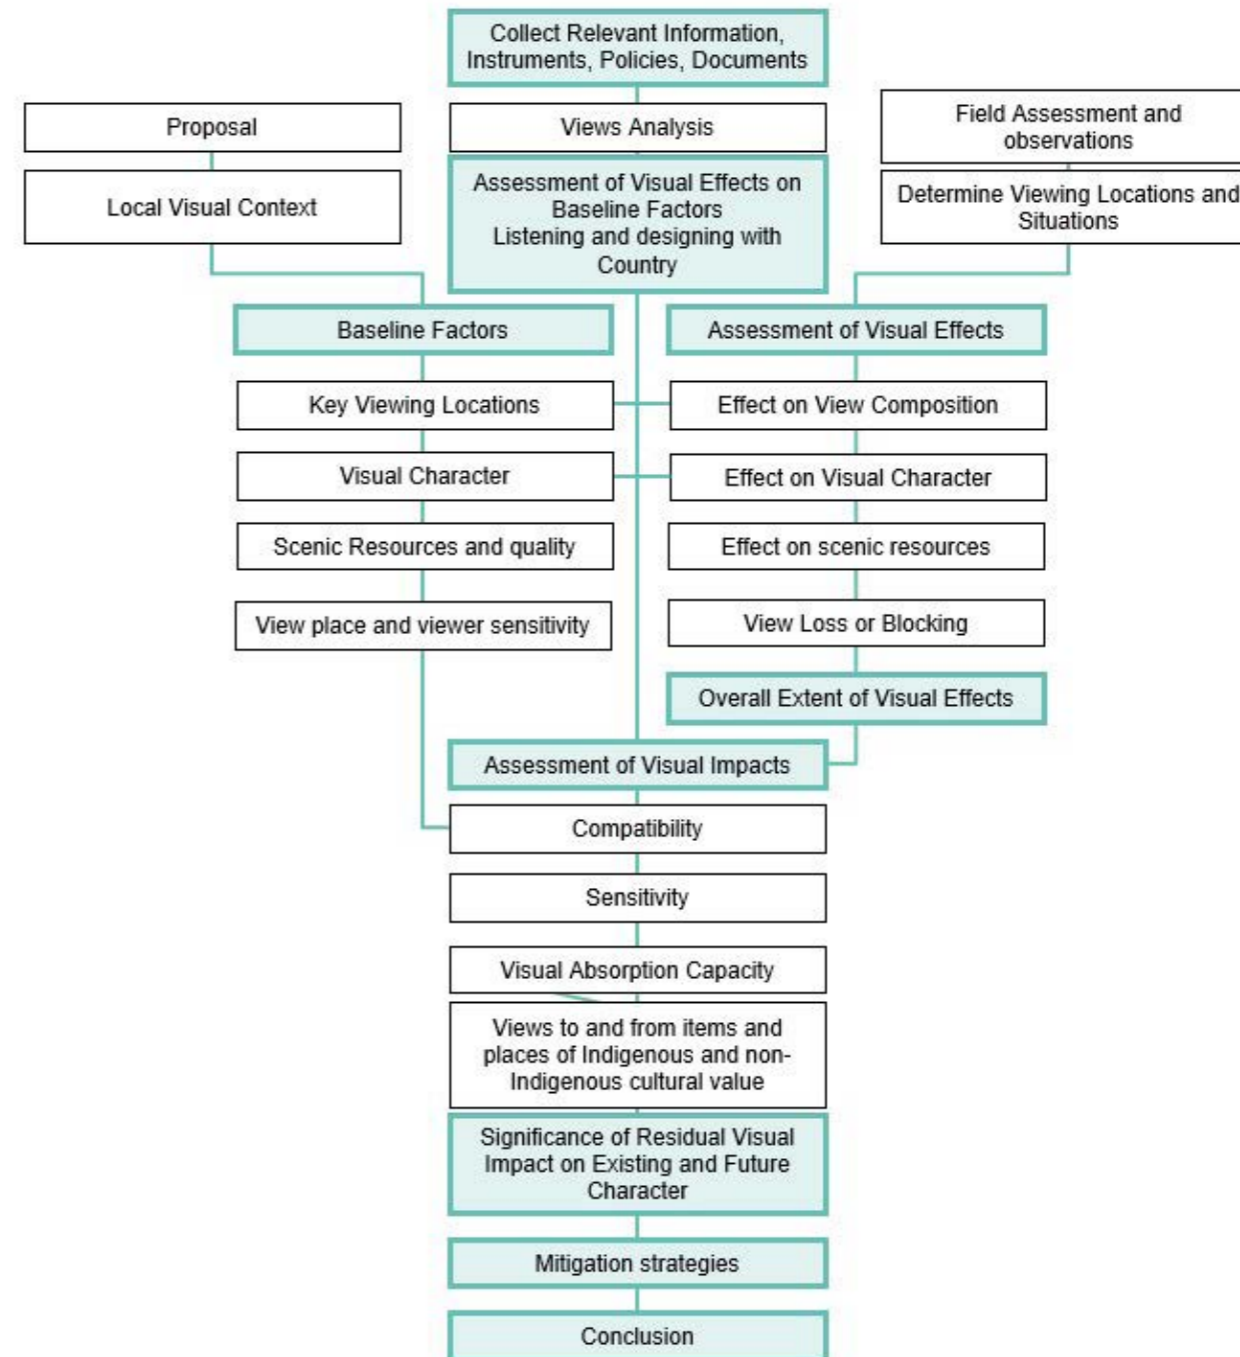 Collect Relevant Information,
Instruments, Policies, Documents
Proposal
Views Analysis
Field Assessment and
observations
Local Visual Context
Assessment of Visual Effects on
Baseline Factors
Listening and designing with
Country
Determine Viewing Locations and
Situations
Baseline Factors
Assessment of Visual Effects
Key Viewing Locations
Effect on View Composition
Visual Character
Effect on Visual Character
Scenic Resources and quality
Effect on scenic resources
View place and viewer sensitivity
View Loss or Blocking
Overall Extent of Visual Effects
Assessment of Visual Impacts
Compatibility
Sensitivity
Visual Absorption Capacity
Views to and from items and
places of Indigenous and non-
Indigenous cultural value
Significance of Residual Visual
Impact on Existing and Future
Character
Mitigation strategies
Conclusion